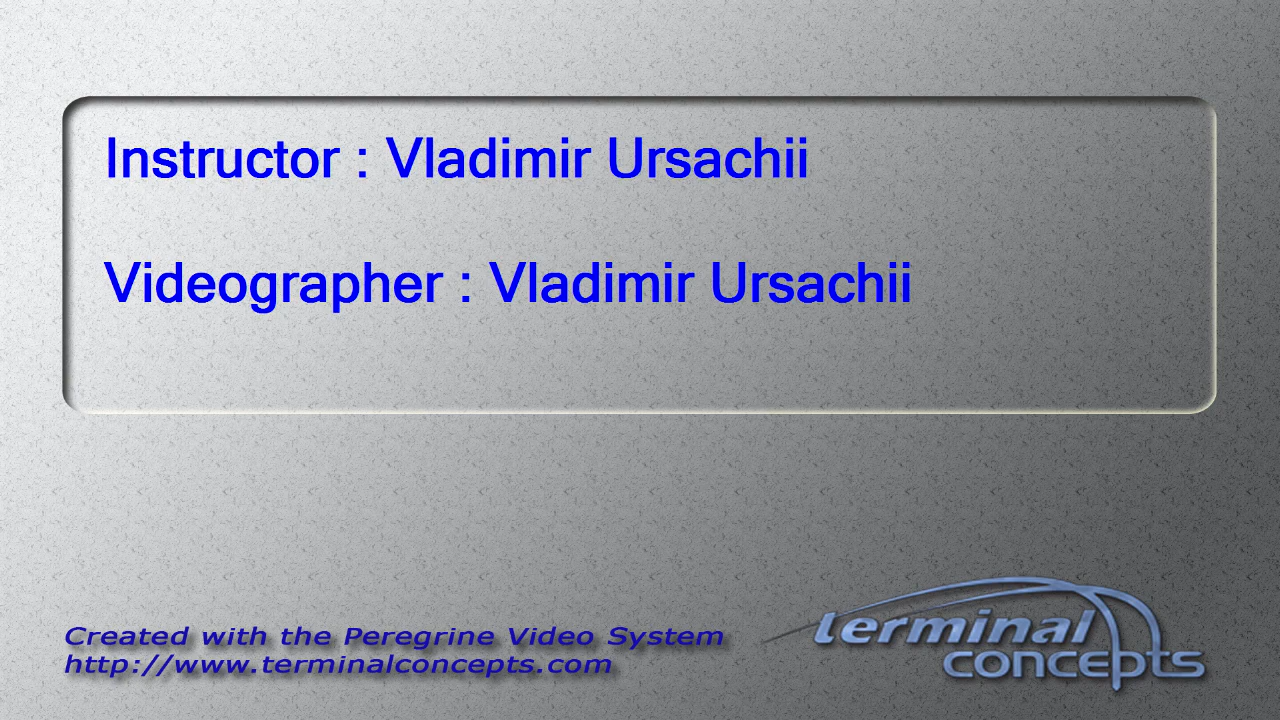 Instructor : Vladimir Ursachii
Videographer : Vladimir Ursachii
Created with the Peregrine Video System
http://www.terminalconcepts.com
terminal
concepts